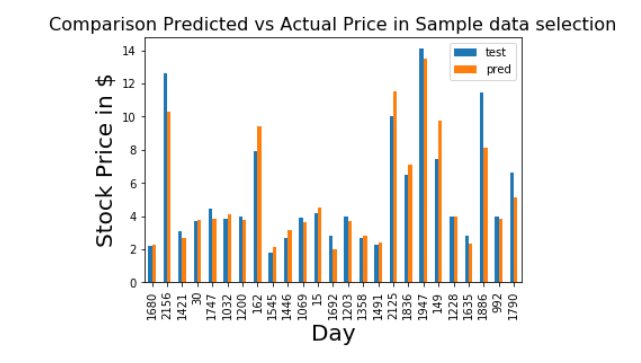 Comparison Predicted vs Actual Price in Sample data selection
14
12
10
8
6
4
2
0
Stock Price in $
test
pred
1680 2156 1421 30 1747 1032 1200 162 1545 1446 1069 15 1692 1203 1358 1491 2125 1836 1947 149 1228 1635 1886 992 1790
Day